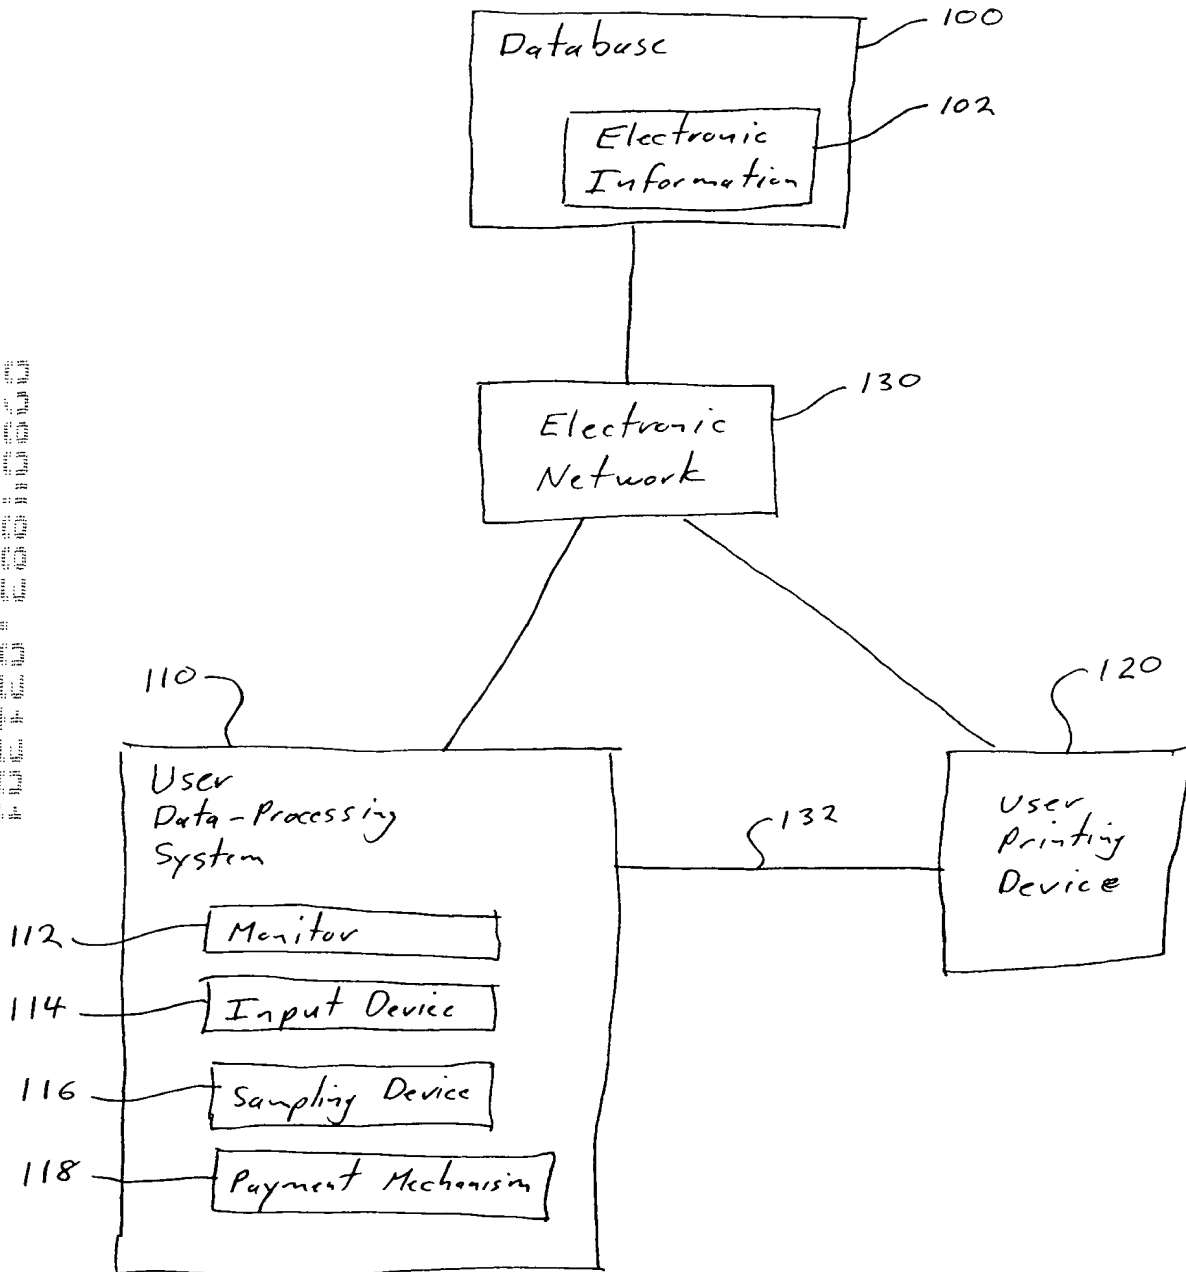 100
Database
102
Electronic
Information
130
Electronic
Network
110
120
User
Data-Processing
System
User
Printing
Device
132
112
Monitor
114
Input Device
116
Sampling Device
118
Payment Mechanism